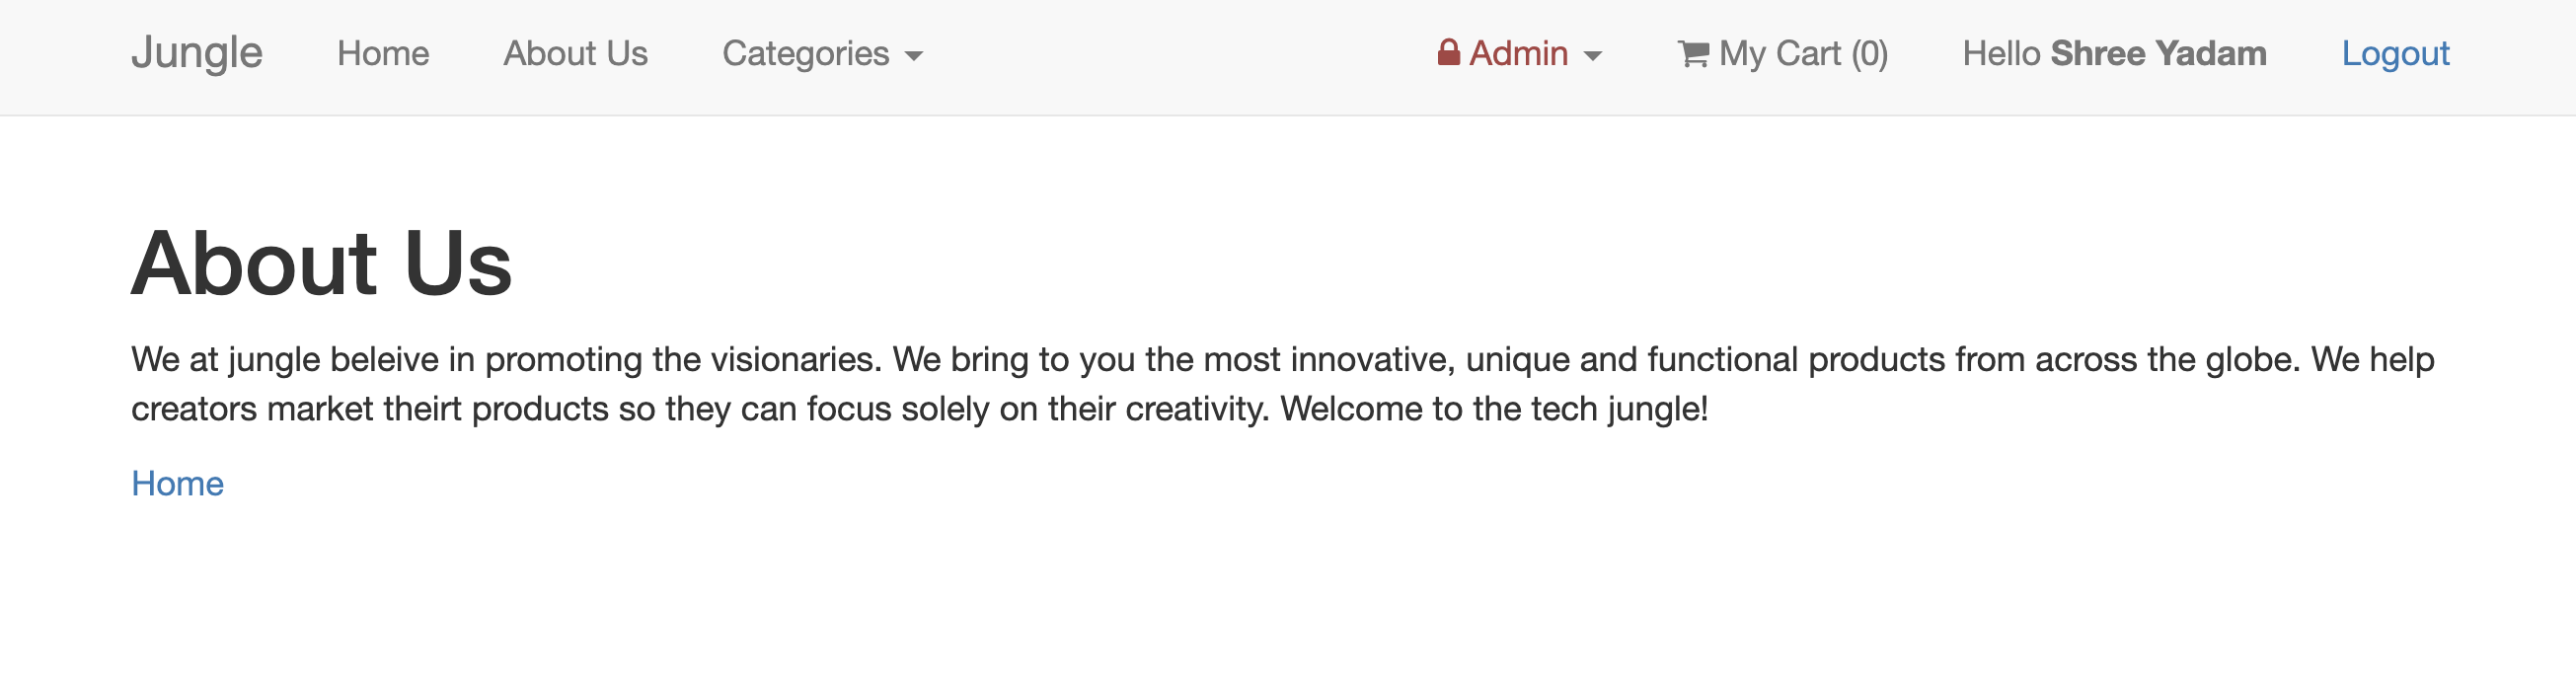 Jungle Home About Us Categories Admin My Cart (0) Hello Shree Yadam Logout
About Us
We at jungle beleive in promoting the visionaries. We bring to you the most innovative, unique and functional products from across the globe. We help
creators market theirt products so they can focus solely on their creativity. Welcome to the tech jungle!
Home